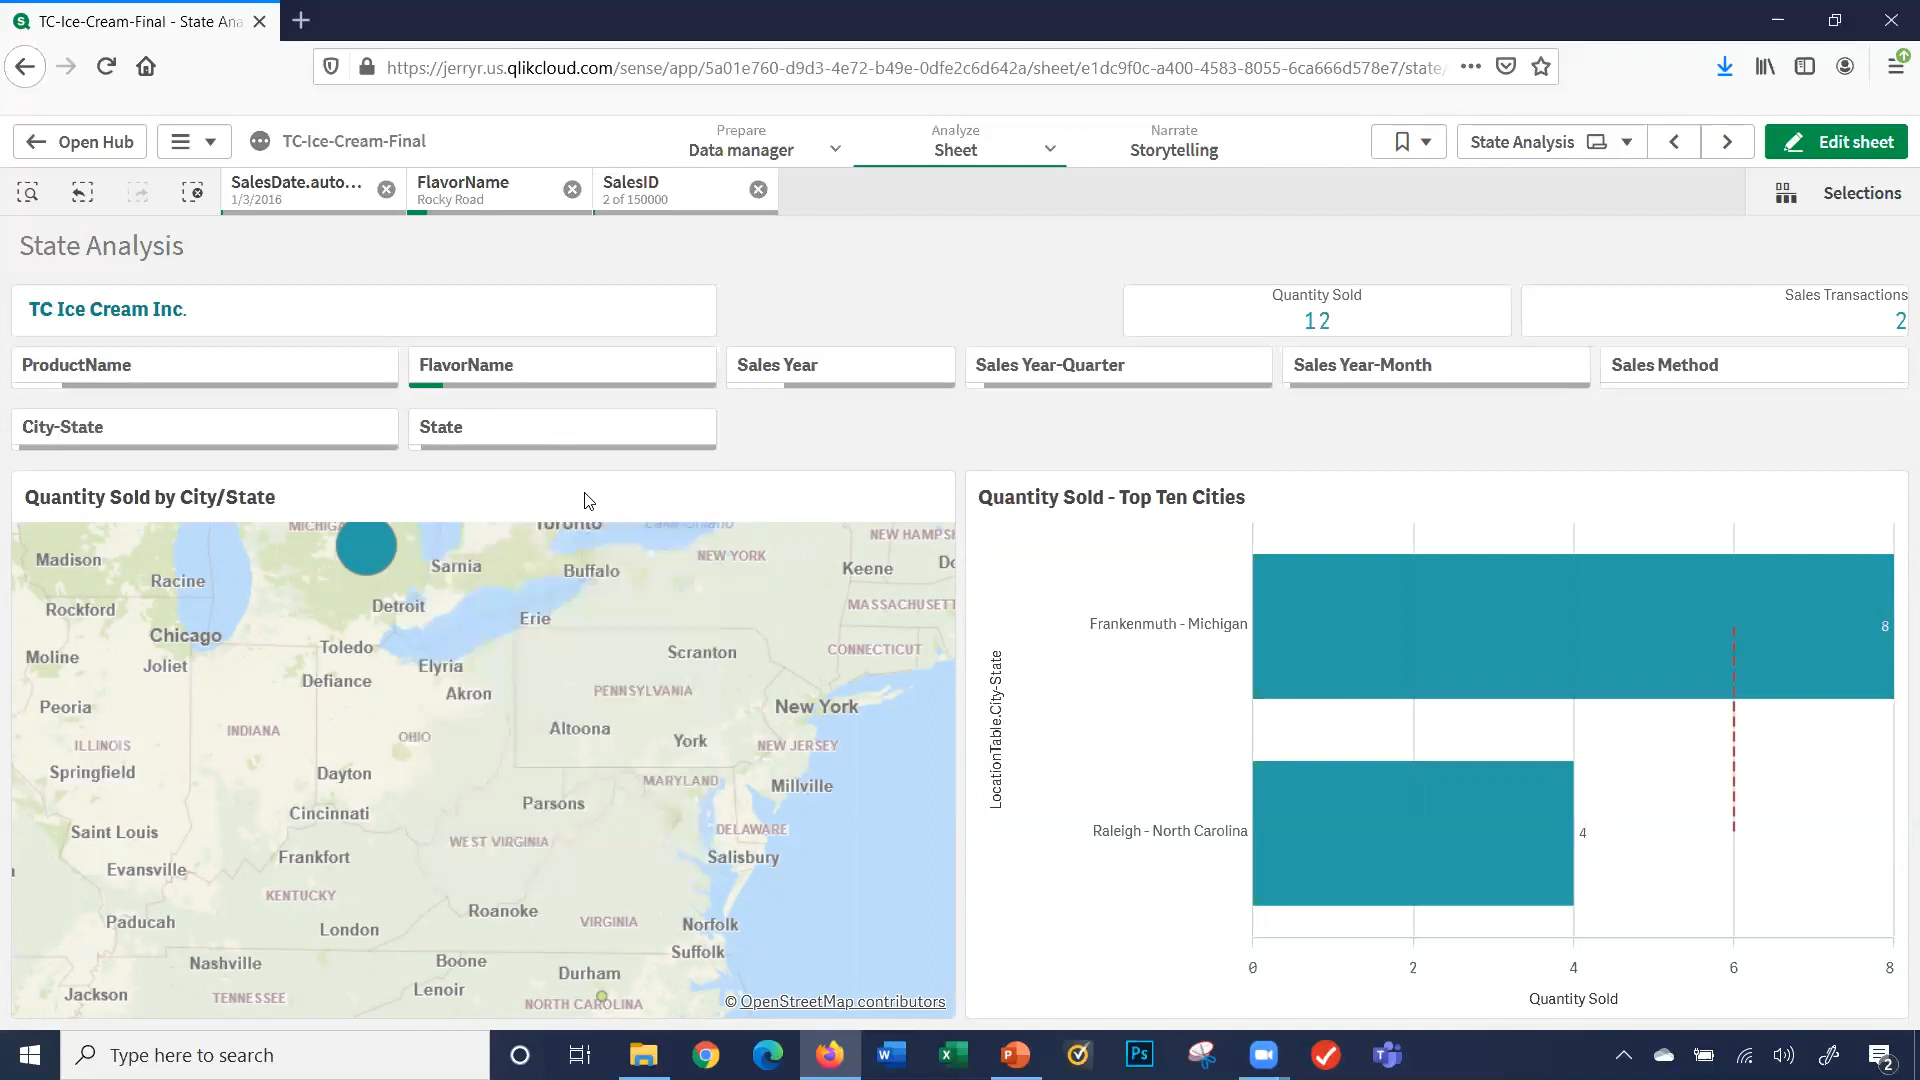 TC-Ice-Cream-Final - State Ana
https://jerryr.us.qlikcloud.com/sense/app/5a01e760-d9d3-4e72-b49e-0dfe2c6d642a/sheet/e1dc9f0c-a400-4583-8055-6ca666d578e7/state/
Open Hub
TC-Ice-Cream-Final
Prepare
Data manager
Analyze
Sheet
Narrate
Storytelling
State Analysis
Edit sheet
SalesDate.auto...
1/3/2016
FlavorName
Rocky Road
SalesID
2 of 150000
Selections
State Analysis
TC Ice Cream Inc.
Quantity Sold
12
Sales Transactions
2
ProductName
FlavorName
Sales Year
Sales Year-Quarter
Sales Year-Month
Sales Method
City-State
State
Quantity Sold by City/State
MICHIGA
Toronto
Lake Ontario
NEW HAMPSH
Madison
NEW YORK
Sarnia
Buffalo
Keene
Racine
Rockford
Detroit
MASSACHUSETT
Erie
Chicago
Toledo
Scranton
CONNECTICUT
Moline
Joliet
Elyria
Defiance
Akron
PENNSYLVANIA
Peoria
New York
INDIANA
OHIO
Altoona
York
NEW JERSEY
ILLINOIS
Springfield
Dayton
MARYLAND
Millville
Parsons
Cincinnati
Saint Louis
WEST VIRGINIA
DELAWARE
Frankfort
Salisbury
Evansville
KENTUCKY
Roanoke
Paducah
London
VIRGINIA
Norfolk
Suffolk
Nashville
Boone
Durham
Jackson
TENNESSEE
Lenoir
NORTH CAROLINA
© OpenStreetMap contributors
Quantity Sold - Top Ten Cities
LocationTable.City-State
Frankenmuth - Michigan
8
Raleigh - North Carolina
4
0
2
4
6
8
Quantity Sold
Type here to search
2